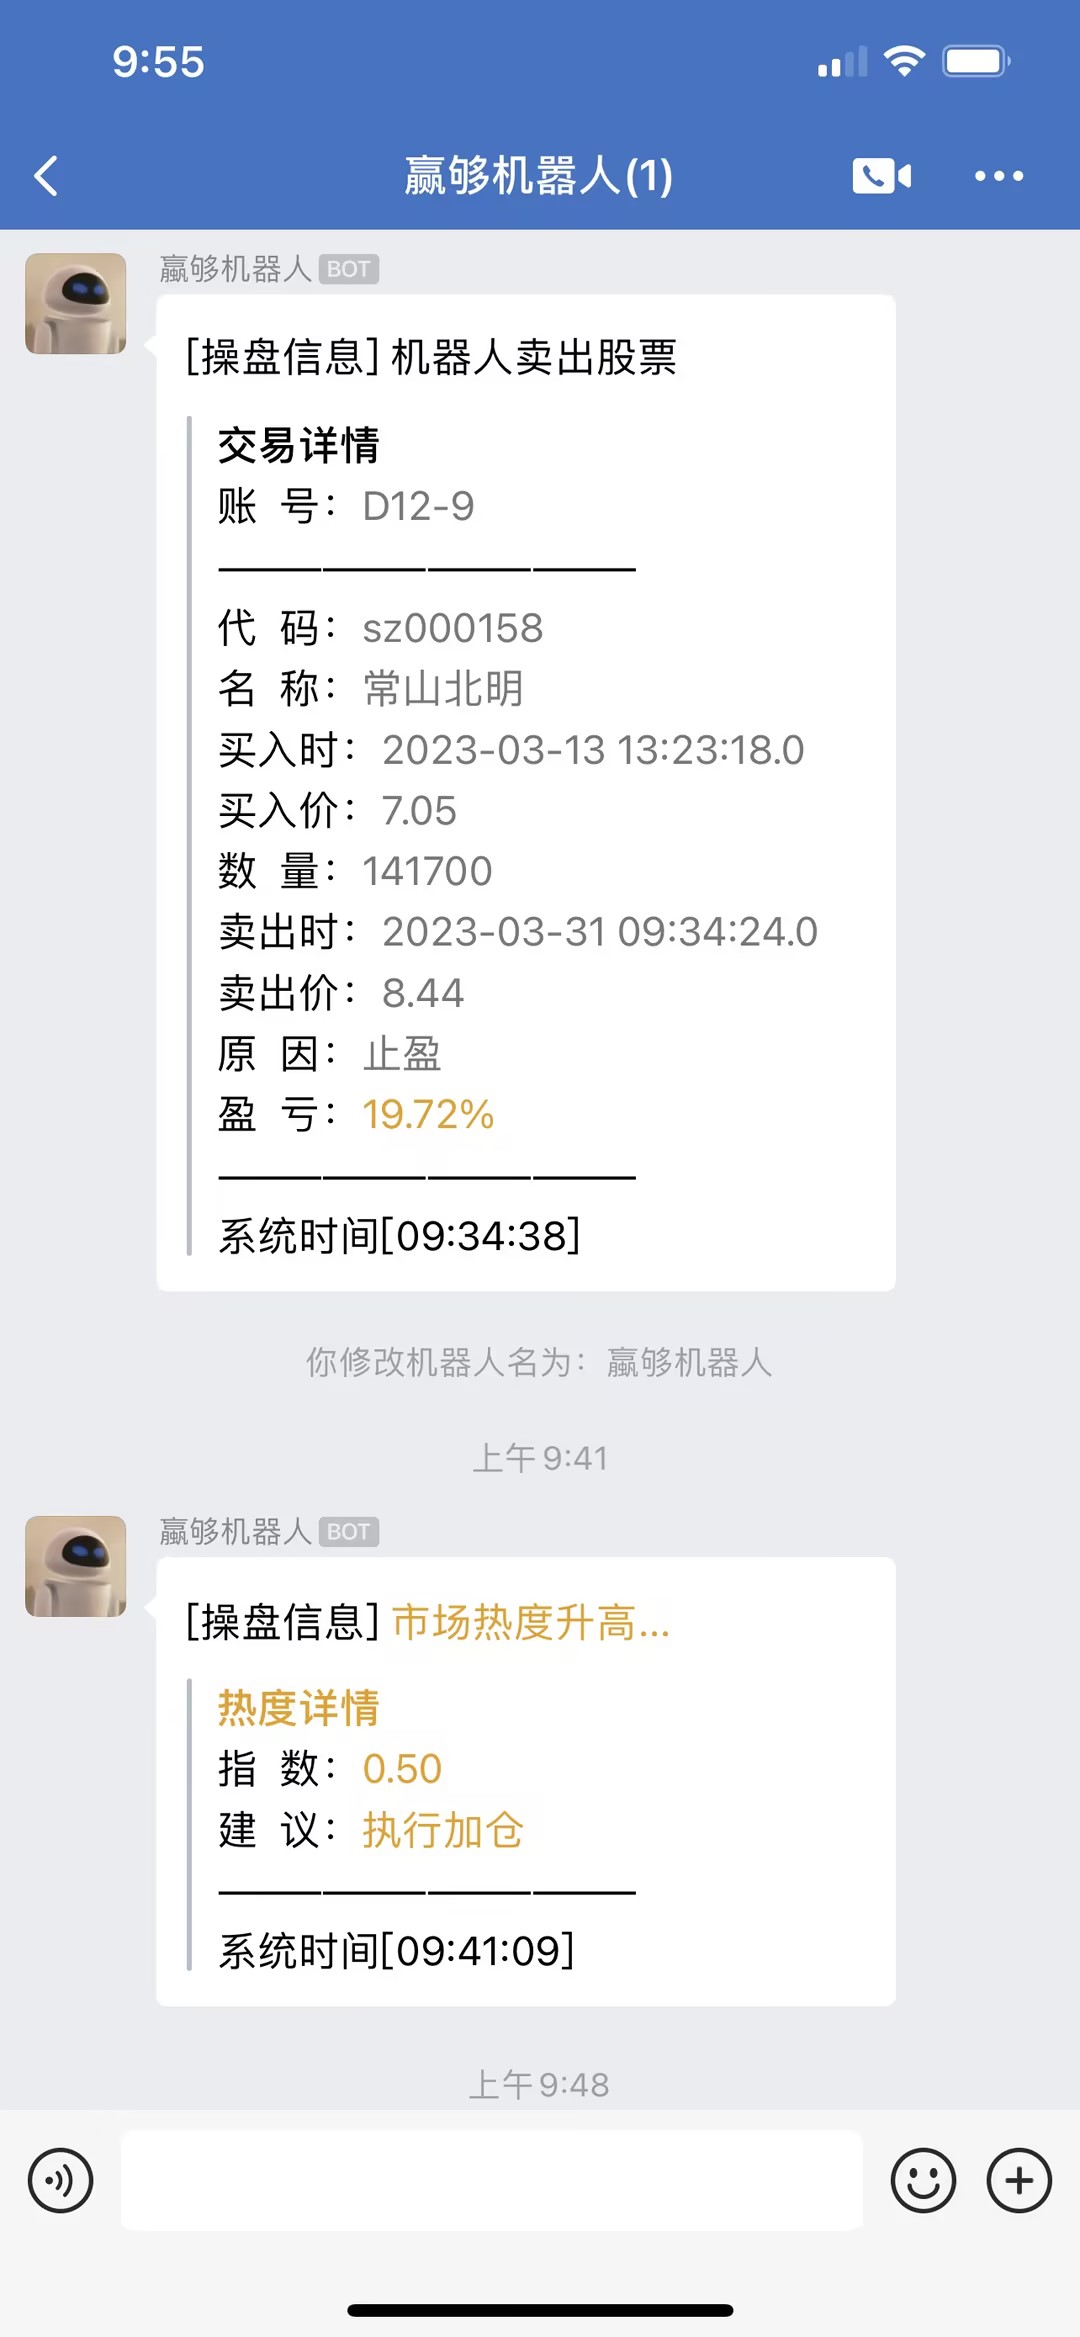 9:55
赢够机器人(1)
赢够机器人 BOT
[操盘信息] 机器人卖出股票
交易详情
账 号： D12-9
————————
代 码： sz000158
名 称： 常山北明
买入时： 2023-03-13 13:23:18.0
买入价： 7.05
数 量： 141700
卖出时： 2023-03-31 09:34:24.0
卖出价： 8.44
原 因： 止盈
盈 亏： 19.72%
————————
系统时间[09:34:38]
你修改机器人名为：赢够机器人
上午 9:41
赢够机器人 BOT
[操盘信息] 市场热度升高...
热度详情
指 数： 0.50
建 议： 执行加仓
————————
系统时间[09:41:09]
上午 9:48